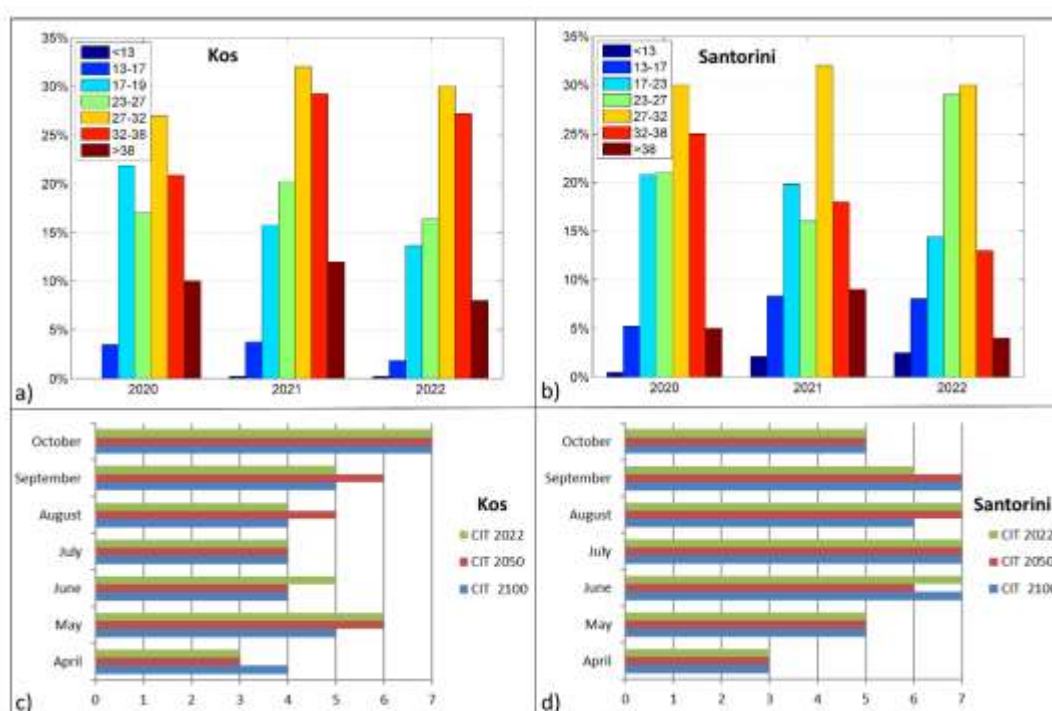 Kos
35%
30%
25%
20%
15%
10%
5%
0%
<13
13-17
17-19
23-27
27-32
32-38
>38
2020 2021 2022
a)
Santorini
35%
30%
25%
20%
15%
10%
5%
0%
<13
13-17
17-23
23-27
27-32
32-38
>38
2020 2021 2022
b)
October
September
August
July
June
May
April
0 1 2 3 4 5 6 7
Kos
CIT 2022
CIT 2050
CIT 2100
c)
October
September
August
July
June
May
April
0 1 2 3 4 5 6 7
Santorini
CIT 2022
CIT 2050
CIT 2100
d)